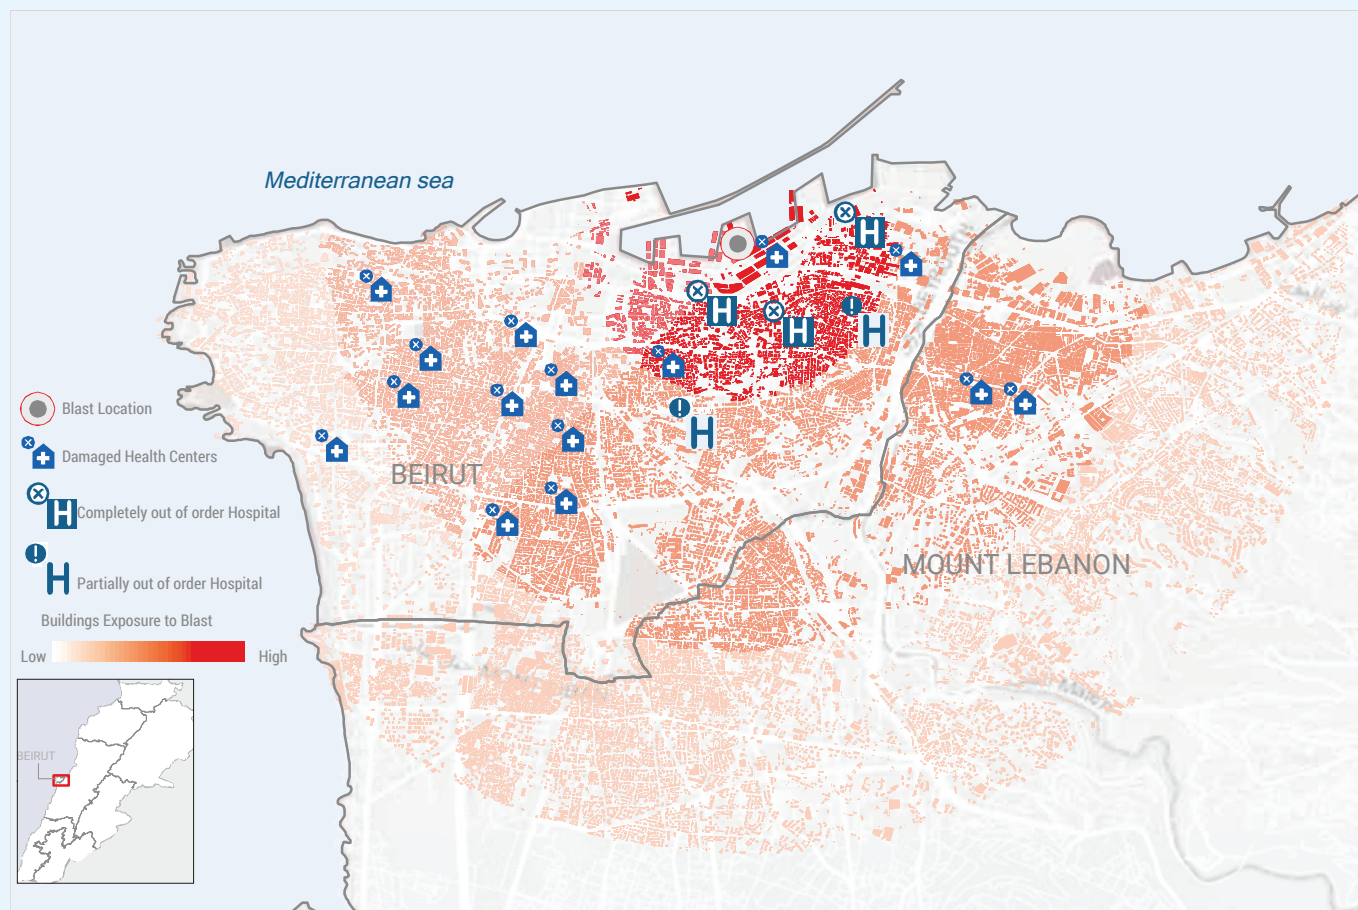 Mediterranean sea
Blast Location
Damaged Health Centers
BEIRUT
Completely out of order Hospital
MOUNT LEBANON
Partially out of order Hospital
Buildings Exposure to Blast
Low
High
BEIRUT